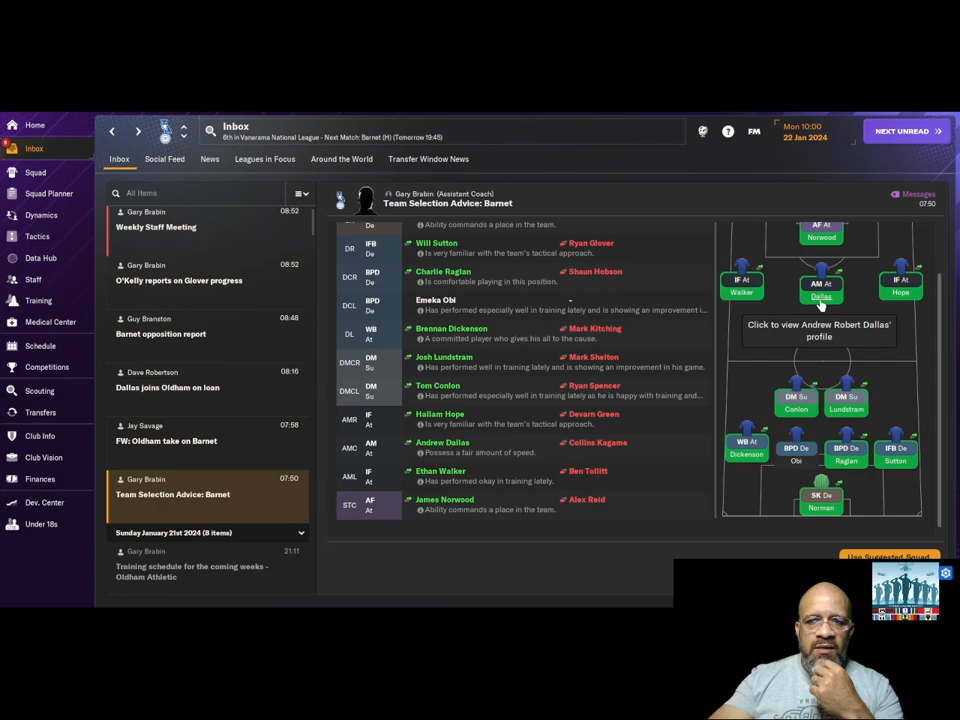 Home
Inbox
Squad
Squad Planner
Dynamics
Tactics
Data Hub
Staff
Training
Medical Center
Schedule
Competitions
Scouting
Transfers
Club Info
Club Vision
Finances
Dev. Center
Under 18s
Inbox
6th in Vanarama National League - Next Match: Barnet (H) (Tomorrow 19:45)
FM
Mon 10:00
22 Jan 2024
NEXT UNREAD
Inbox Social Feed News Leagues in Focus Around the World Transfer Window News
All Items
Gary Brabin 08:52
Weekly Staff Meeting
Gary Brabin 08:52
O'Kelly reports on Glover progress
Guy Branston 08:48
Barnet opposition report
Dave Robertson 08:16
Dallas joins Oldham on loan
Jay Savage 07:58
FW: Oldham take on Barnet
Gary Brabin 07:50
Team Selection Advice: Barnet
Sunday January 21st 2024 (8 items)
Gary Brabin 21:11
Training schedule for the coming weeks -
Oldham Athletic
Gary Brabin (Assistant Coach)
Team Selection Advice: Barnet
Messages
07:50
De Ability commands a place in the team.
DR IFB De Will Sutton Ryan Glover
Is very familiar with the team's tactical approach.
DCR BPD De Charlie Raglan Shaun Hobson
Is comfortable playing in this position.
DCL BPD De Emeka Obi -
Has performed especially well in training lately and is showing an improvement i...
DL WB At Brennan Dickenson Mark Kitching
A committed player who gives his all to the cause.
DMCR DM Su Josh Lundstram Mark Shelton
Has performed well in training lately and is showing an improvement in his game.
DMCL DM Su Tom Conlon Ryan Spencer
Has performed especially well in training lately as he is happy with training and...
AMR IF At Hallam Hope Devarn Green
Is very familiar with the team's tactical approach.
AMC AM At Andrew Dallas Collins Kagame
Possess a fair amount of speed.
AML IF At Ethan Walker Ben Tollitt
Has performed okay in training lately.
STC AF At James Norwood Alex Reid
Ability commands a place in the team.
AF At
Norwood
IF At
Walker
AM At
Dallas
IF At
Hope
Click to view Andrew Robert Dallas'
profile
DM Su
Conlon
DM Su
Lundstram
WB At
Dickenson
BPD De
Obi
BPD De
Raglan
IFB De
Sutton
SK De
Norman
Use Suggested Squad